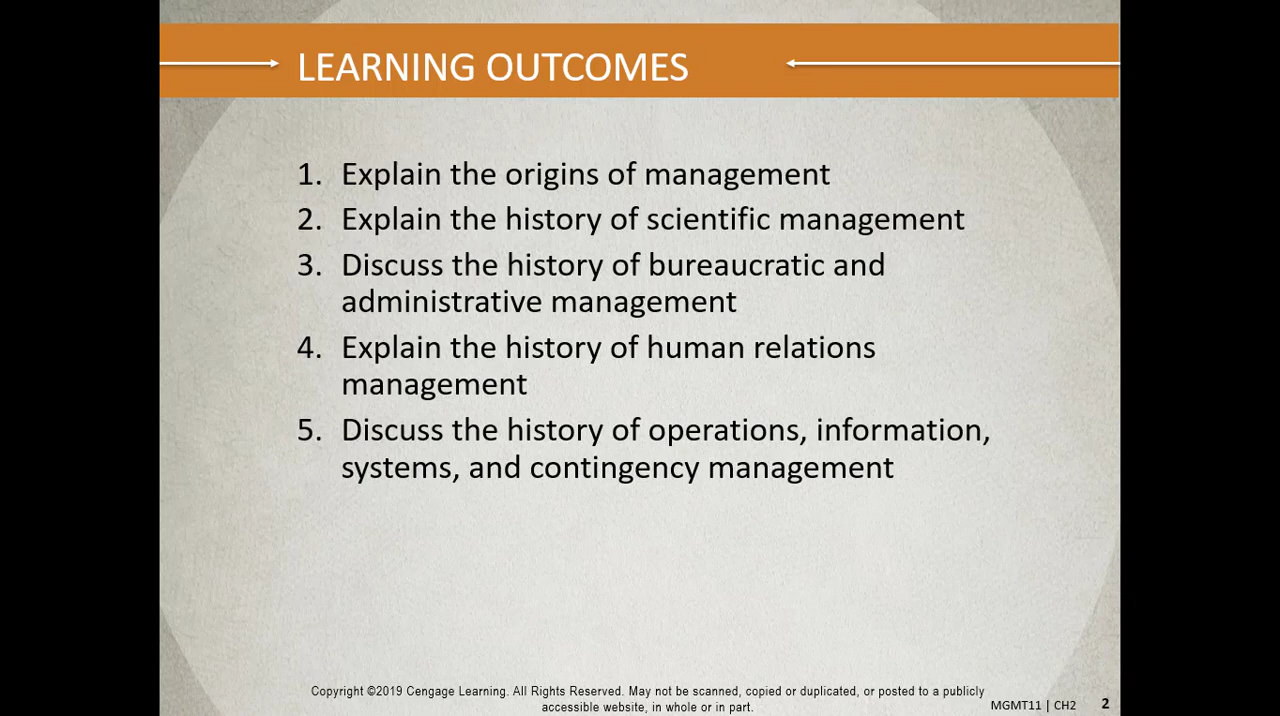 LEARNING OUTCOMES
1. Explain the origins of management
2. Explain the history of scientific management
3. Discuss the history of bureaucratic and
administrative management
4. Explain the history of human relations
management
5. Discuss the history of operations, information,
systems, and contingency management
Copyright ©2019 Cengage Learning. All Rights Reserved. May not be scanned, copied or duplicated, or posted to a publicly
accessible website, in whole or in part.
MGMT11 | CH2 2